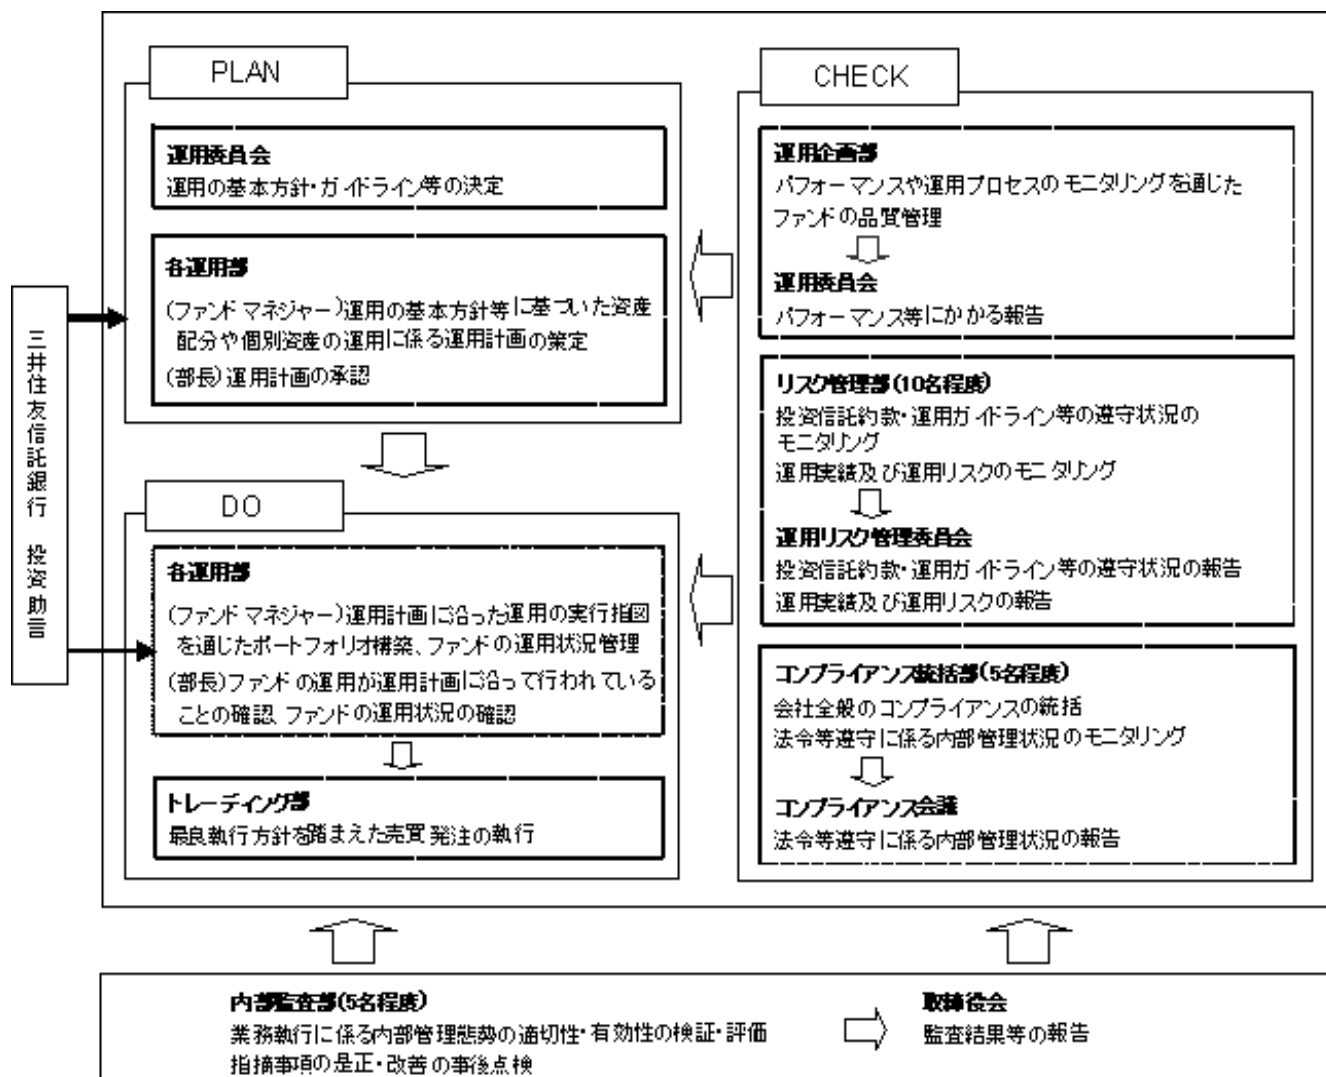 PLAN
運用委員会
運用の基本方針・ガイドライン等の決定
各運用部
(ファンドマネジャー)運用の基本方針等に基づいた資産
配分や個別資産の運用に係る運用計画の策定
(部長)運用計画の承認
三井住友信託銀行 投資助言
DO
各運用部
(ファンドマネジャー)運用計画に沿った運用の実行指図
を通じたポートフォリオ構築、ファンドの運用状況管理
(部長)ファンドの運用が運用計画に沿って行われている
ことの確認、ファンドの運用状況の確認
トレーディング部
最良執行方針を踏まえた売買発注の執行
CHECK
運用企画部
パフォーマンスや運用プロセスのモニタリングを通じた
ファンドの品質管理
運用委員会
パフォーマンス等にかかる報告
リスク管理部(10名程度)
投資信託約款・運用ガイドライン等の遵守状況の
モニタリング
運用実績及び運用リスクのモニタリング
運用リスク管理委員会
投資信託約款・運用ガイドライン等の遵守状況の報告
運用実績及び運用リスクの報告
コンプライアンス統括部(5名程度)
会社全般のコンプライアンスの統括
法令等遵守に係る内部管理状況のモニタリング
コンプライアンス会議
法令等遵守に係る内部管理状況の報告
内部監査部(5名程度)
業務執行に係る内部管理態勢の適切性・有効性の検証・評価
指摘事項の是正・改善の事後点検
取締役会
監査結果等の報告